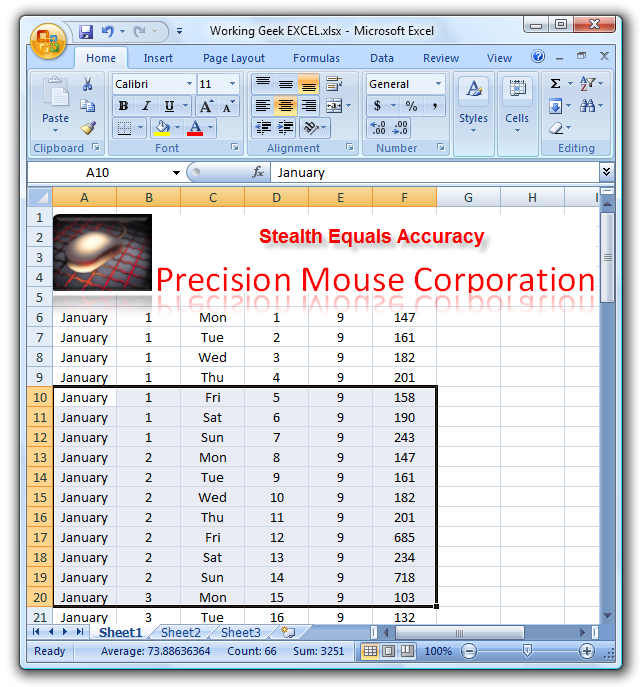 Working Geek EXCEL.xlsx - Microsoft Excel
Home Insert Page Layout Formulas Data Review View
Paste Calibri 11 General Styles Cells
B I U A A $ % ,
Clipboard Font Alignment Number Editing
A10 fx January
A B C D E F G H I
1
2 Stealth Equals Accuracy
3
4 Precision Mouse Corporation
5
6 January 1 Mon 1 9 147
7 January 1 Tue 2 9 161
8 January 1 Wed 3 9 182
9 January 1 Thu 4 9 201
10 January 1 Fri 5 9 158
11 January 1 Sat 6 9 190
12 January 1 Sun 7 9 243
13 January 2 Mon 8 9 147
14 January 2 Tue 9 9 161
15 January 2 Wed 10 9 182
16 January 2 Thu 11 9 201
17 January 2 Fri 12 9 685
18 January 2 Sat 13 9 234
19 January 2 Sun 14 9 718
20 January 3 Mon 15 9 103
21 January 3 Tue 16 9 132
Sheet1 Sheet2 Sheet3
Ready Average: 73.88636364 Count: 66 Sum: 3251 100%